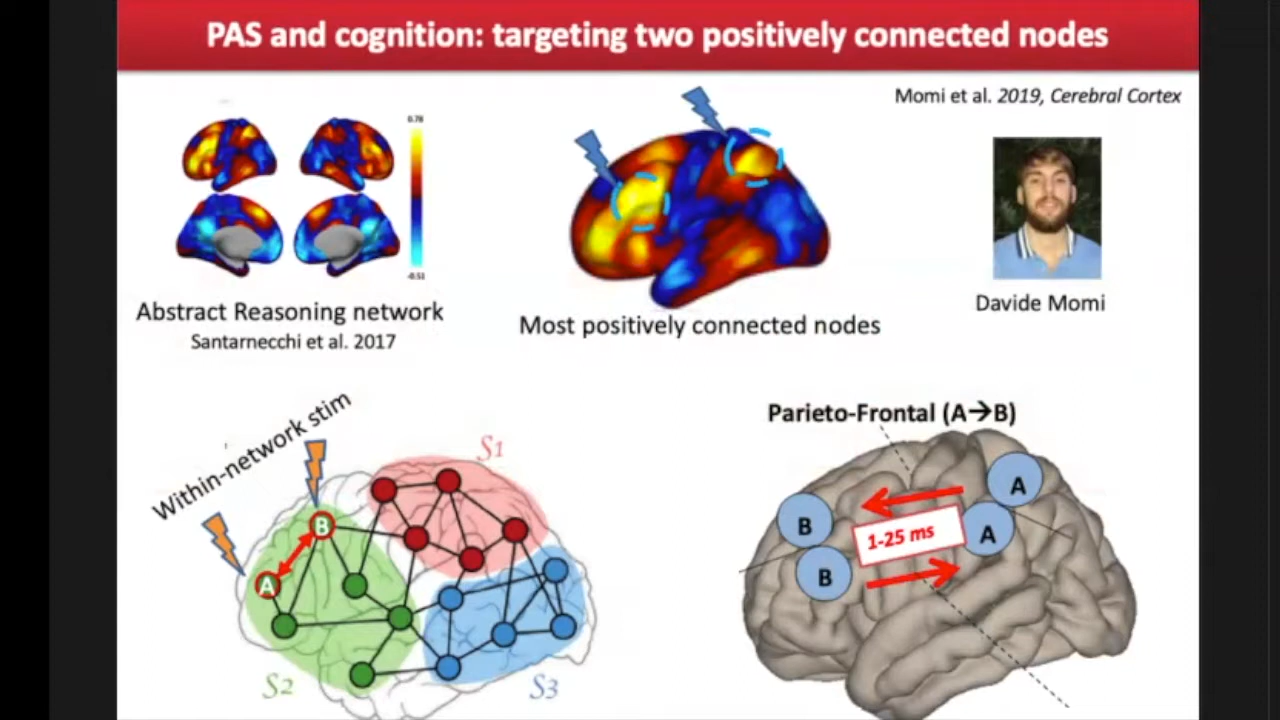 PAS and cognition: targeting two positively connected nodes
Momi et al. 2019, Cerebral Cortex
0.78
-0.51
Abstract Reasoning network
Santarnecchi et al. 2017
Most positively connected nodes
Davide Momi
Within-network stim
S1
B
A
S2
S3
Parieto-Frontal (A→B)
A
B
1-25 ms
A
B